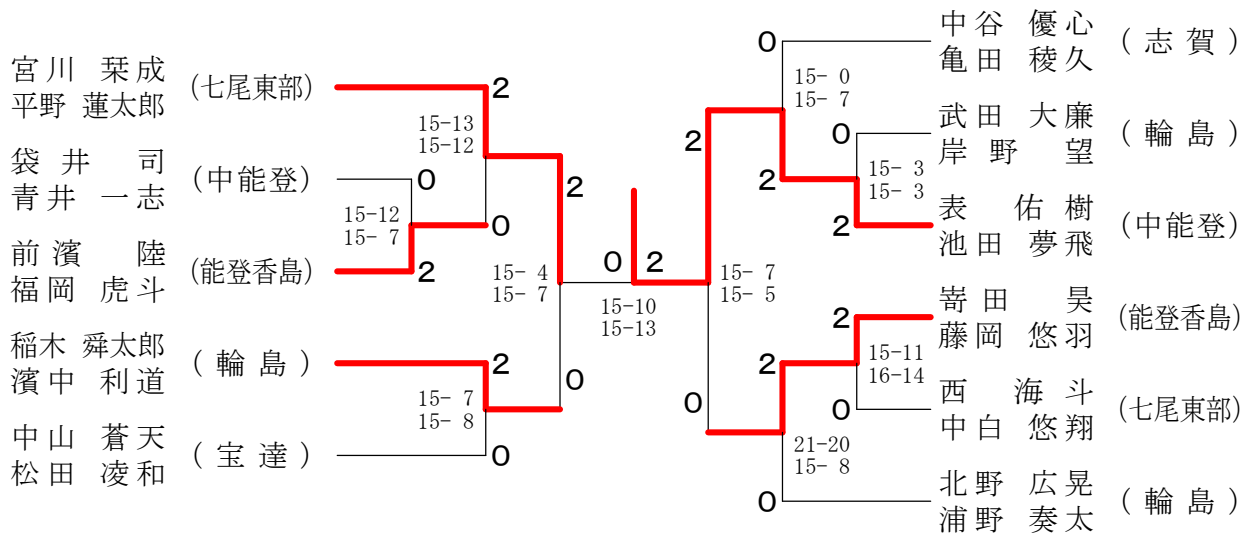 宮川 栞成
平野 蓮太郎
(七尾東部)
2
15-13
15-12
袋井 司
青井 一志
(中能登)
0
15-12
15- 7
0
前濱 陸
福岡 虎斗
(能登香島)
2
2
15- 4
15- 7
稲木 舜太郎
濱中 利道
(輪島)
2
0
15- 7
15- 8
中山 蒼天
松田 凌和
(宝達)
0
0
2
15-10
15-13
中谷 優心
亀田 稜久
(志賀)
0
15- 0
15- 7
2
武田 大廉
岸野 望
(輪島)
0
15- 3
15- 3
2
表 佑樹
池田 夢飛
(中能登)
2
15- 7
15- 5
嵜田 昊
藤岡 悠羽
(能登香島)
2
15-11
16-14
2
0
西 海斗
中白 悠翔
(七尾東部)
0
21-20
15- 8
北野 広晃
浦野 奏太
(輪島)
0